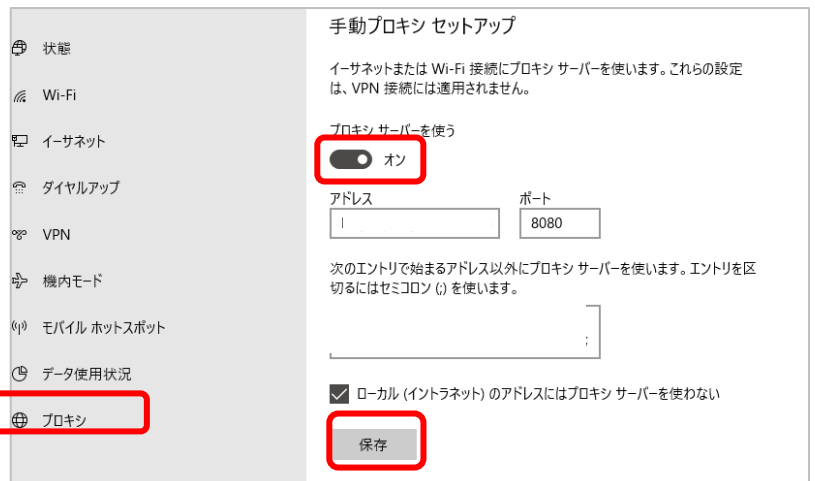 状態
Wi-Fi
イーサネット
ダイヤルアップ
VPN
機内モード
モバイル ホットスポット
データ使用状況
プロキシ
手動プロキシ セットアップ
イーサネットまたは Wi-Fi 接続にプロキシ サーバーを使います。これらの設定
は、VPN 接続には適用されません。
プロキシ サーバーを使う
オン
アドレス
ポート
8080
次のエントリで始まるアドレス以外にプロキシ サーバーを使います。エントリを区
切るにはセミコロン (;) を使います。
;
ローカル (イントラネット) のアドレスにはプロキシ サーバーを使わない
保存